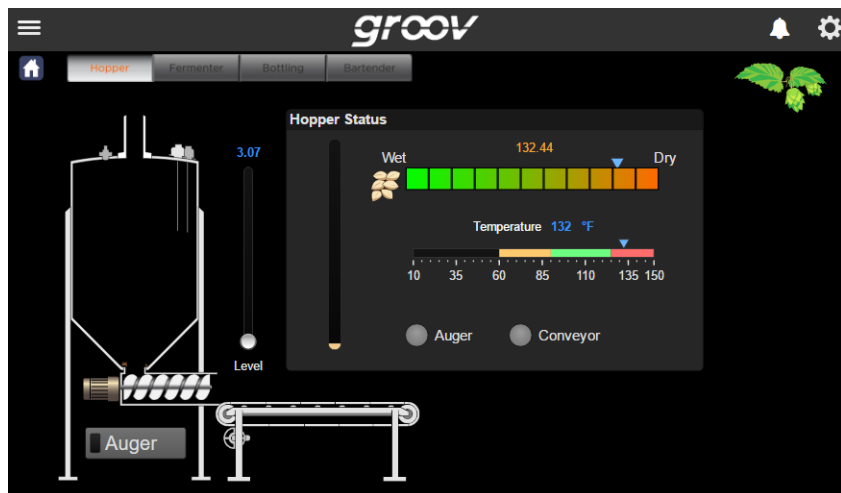 groov
Hopper Fermenter Bottling Bartender
Hopper Status
3.07
132.44
Wet Dry
Temperature 132 °F
10 35 60 85 110 135 150
Auger Conveyor
Level
Auger